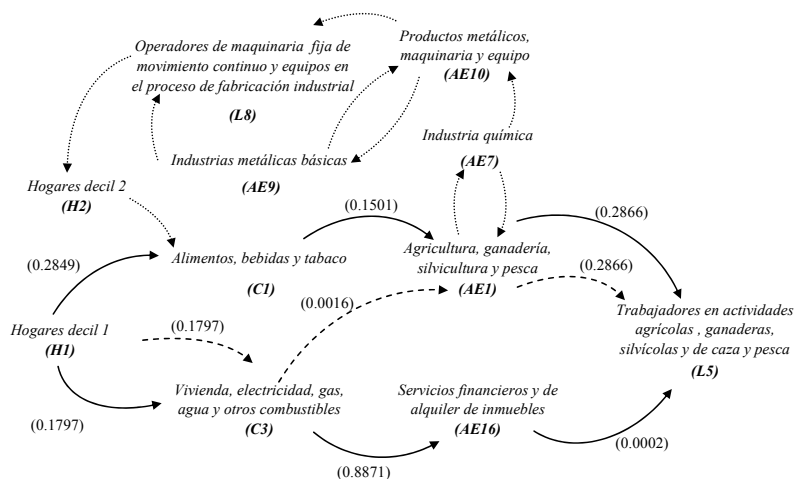 Operadores de maquinaria fija de
movimiento continuo y equipos en
el proceso de fabricación industrial
(L8)
Productos metálicos,
maquinaria y equipo
(AE10)
Industria química
(AE7)
Industrias metálicas básicas
(AE9)
Hogares decil 2
(H2)
(0.1501)
(0.2866)
Agricultura, ganadería,
silvicultura y pesca
(AE1)
Alimentos, bebidas y tabaco
(C1)
(0.2849)
(0.2866)
(0.0016)
Trabajadores en actividades
agrícolas , ganaderas,
silvícolas y de caza y pesca
(L5)
Hogares decil 1
(H1)
(0.1797)
Vivienda, electricidad, gas,
agua y otros combustibles
(C3)
Servicios financieros y de
alquiler de inmuebles
(AE16)
(0.1797)
(0.8871)
(0.0002)